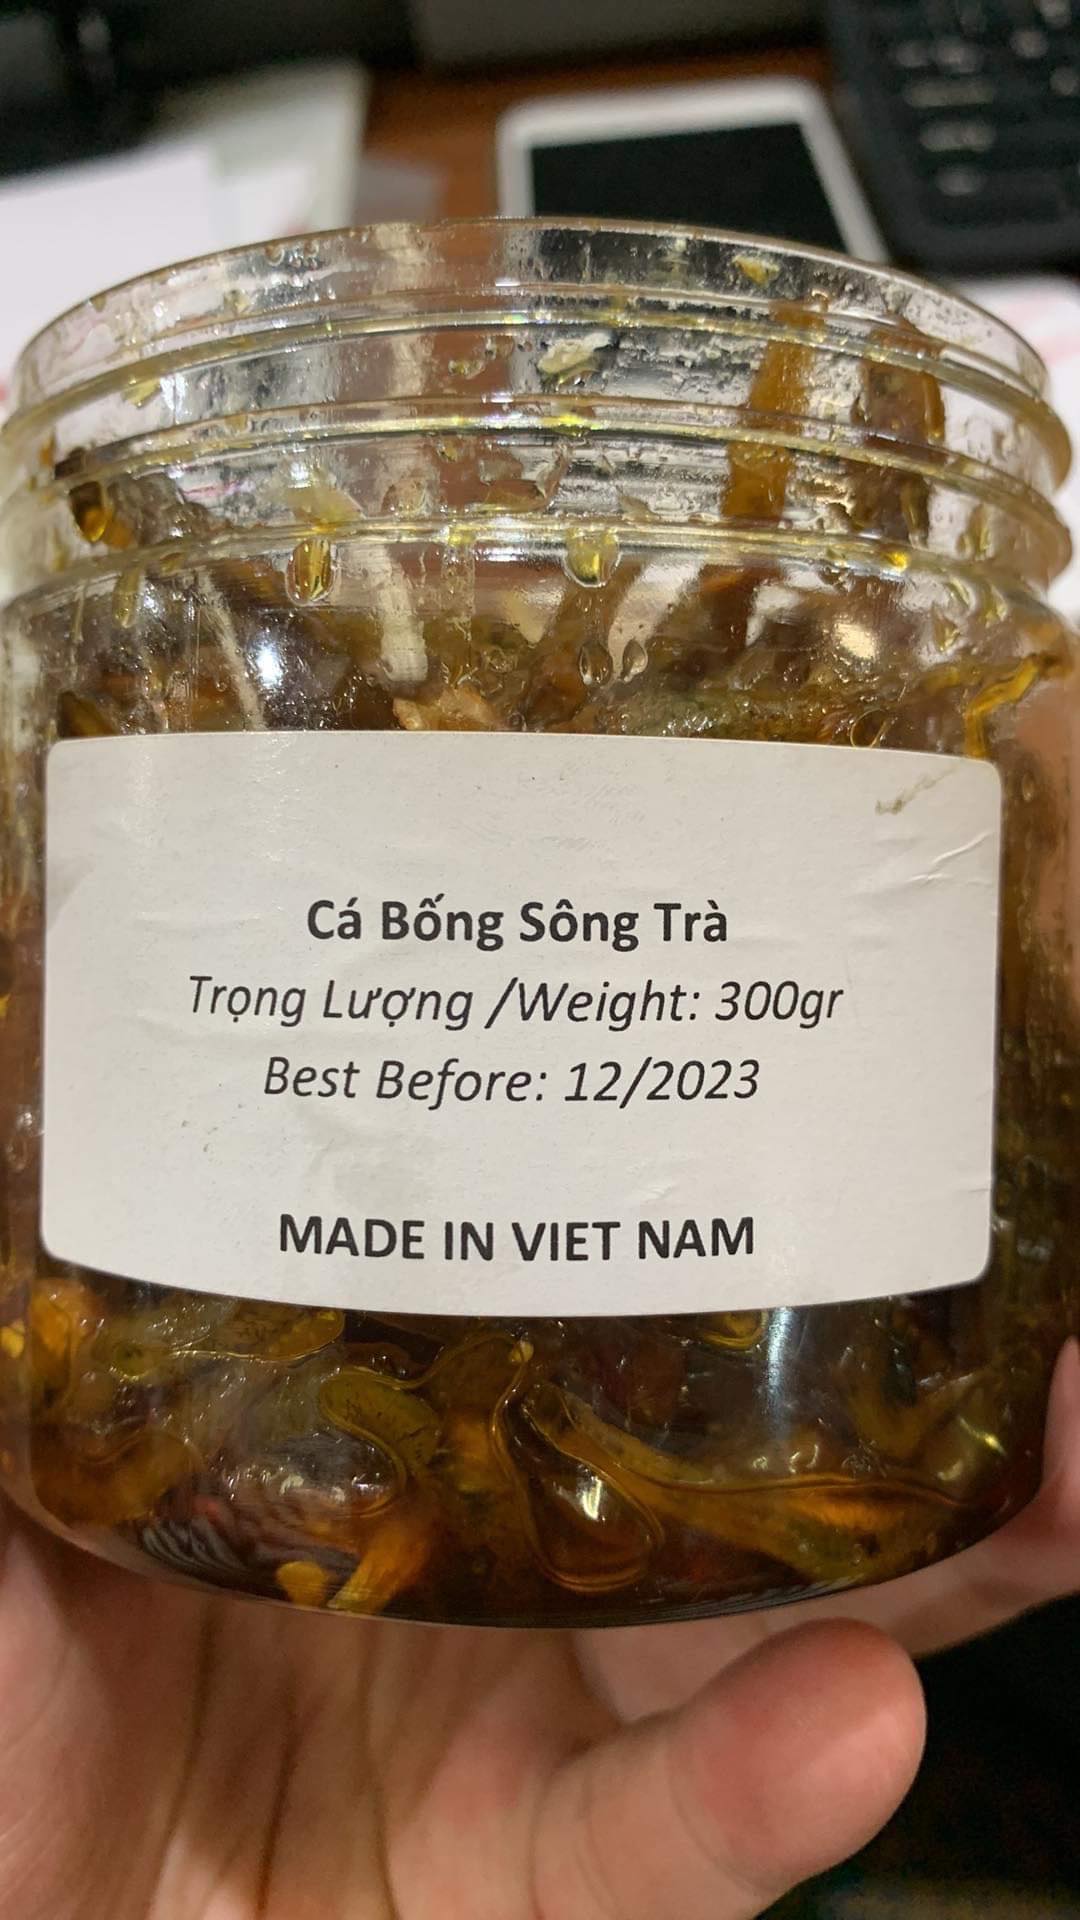 Cá Bống Sông Trà
Trọng Lượng /Weight: 300gr
Best Before: 12/2023
MADE IN VIET NAM